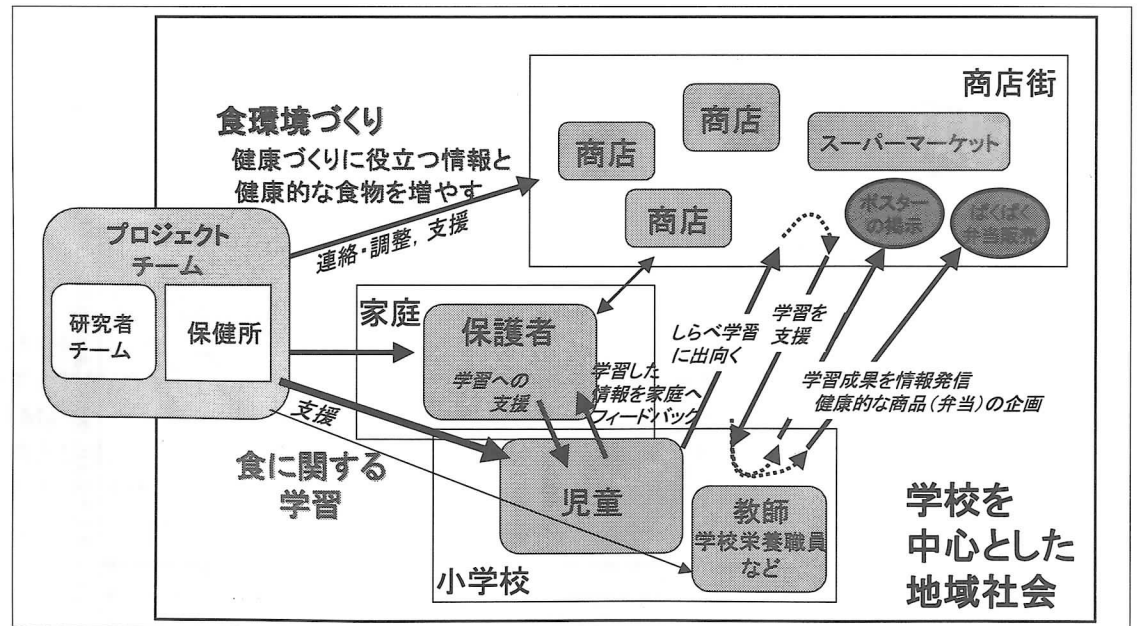 商店街
食環境づくり
健康づくりに役立つ情報と
健康的な食物を増やす
商店
商店
スーパーマーケット
商店
ポスター
の掲示
ぱくぱく
弁当販売
連絡・調整，支援
プロジェクト
チーム
研究者
チーム
保健所
家庭
保護者
学習への
支援
学習した
情報を家庭へ
フィードバック
しらべ学習
に出向く
学習を
支援
学習成果を情報発信
健康的な商品（弁当）の企画
支援
食に関する
学習
児童
教師
学校栄養職員
など
小学校
学校を
中心とした
地域社会